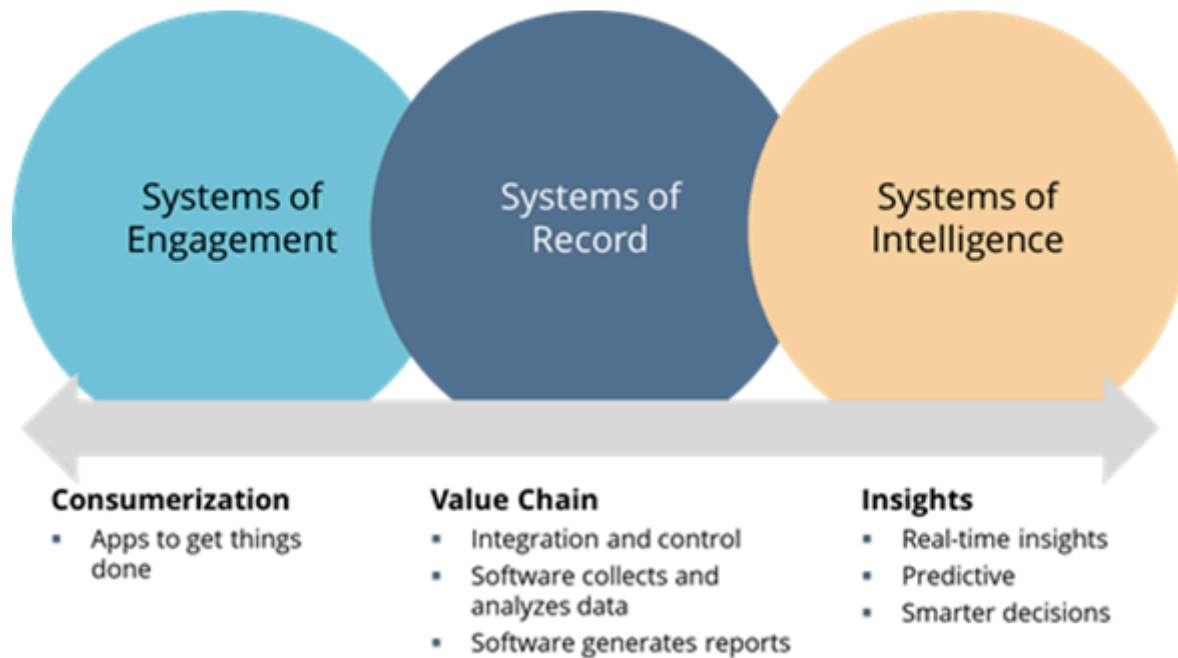 Systems of
Engagement
Systems of
Record
Systems of
Intelligence
Consumerization
▪ Apps to get things
done
Value Chain
▪ Integration and control
▪ Software collects and
analyzes data
▪ Software generates reports
Insights
▪ Real-time insights
▪ Predictive
▪ Smarter decisions